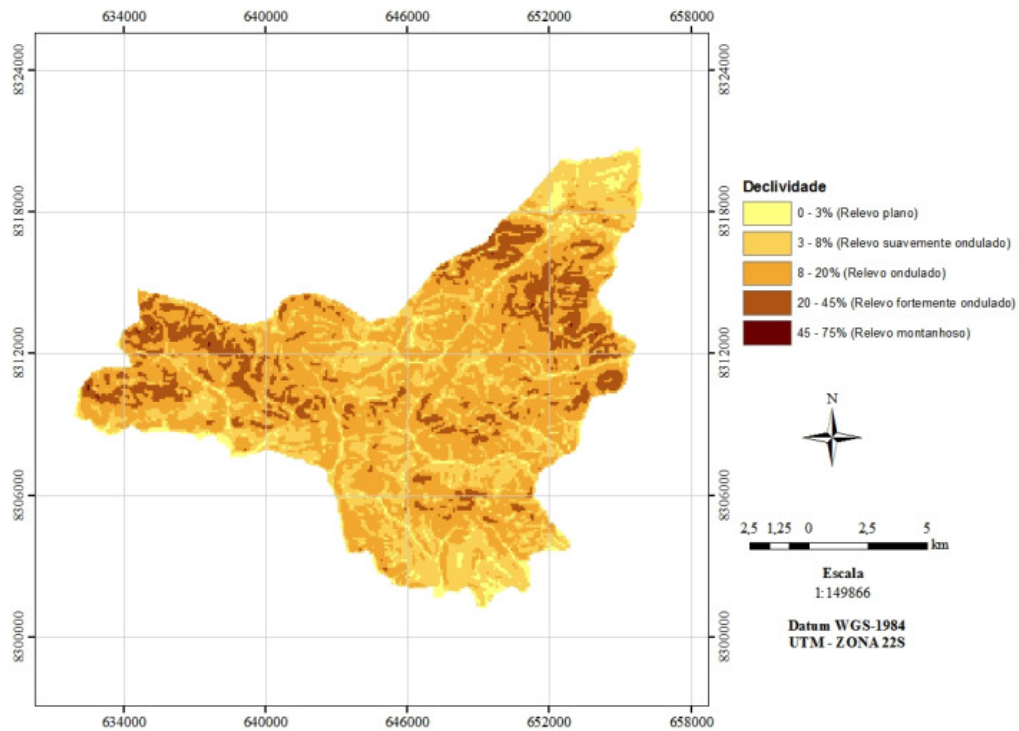 634000 640000 646000 652000 658000
8324000 8324000
8318000 8318000
8312000 8312000
8306000 8306000
8300000 8300000
634000 640000 646000 652000 658000
Declividade
0 - 3% (Relevo plano)
3 - 8% (Relevo suavemente ondulado)
8 - 20% (Relevo ondulado)
20 - 45% (Relevo fortemente ondulado)
45 - 75% (Relevo montanhoso)
N
2,5 1,25 0 2,5 5
km
Escala
1:149866
Datum WGS-1984
UTM - ZONA 22S